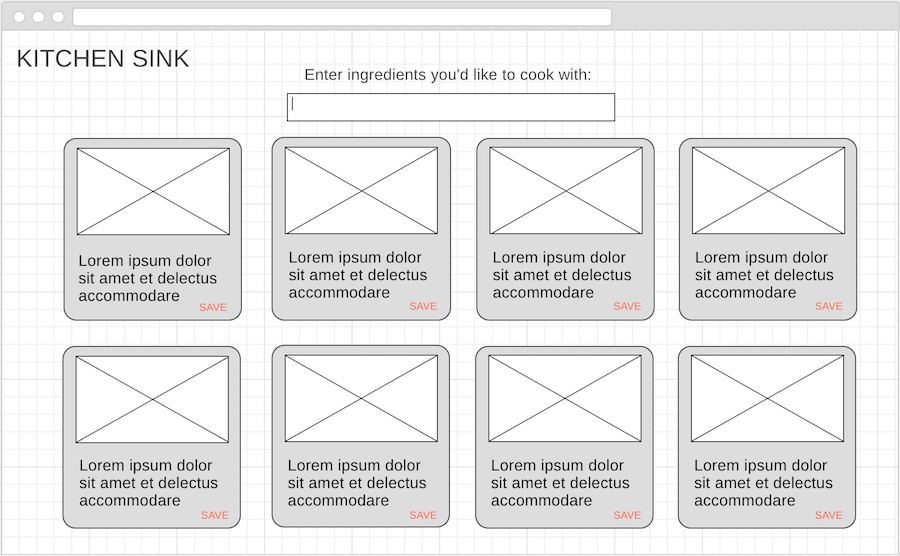 KITCHEN SINK
Enter ingredients you'd like to cook with:
Lorem ipsum dolor
sit amet et delectus
accommodare
SAVE
Lorem ipsum dolor
sit amet et delectus
accommodare
SAVE
Lorem ipsum dolor
sit amet et delectus
accommodare
SAVE
Lorem ipsum dolor
sit amet et delectus
accommodare
SAVE
Lorem ipsum dolor
sit amet et delectus
accommodare
SAVE
Lorem ipsum dolor
sit amet et delectus
accommodare
SAVE
Lorem ipsum dolor
sit amet et delectus
accommodare
SAVE
Lorem ipsum dolor
sit amet et delectus
accommodare
SAVE